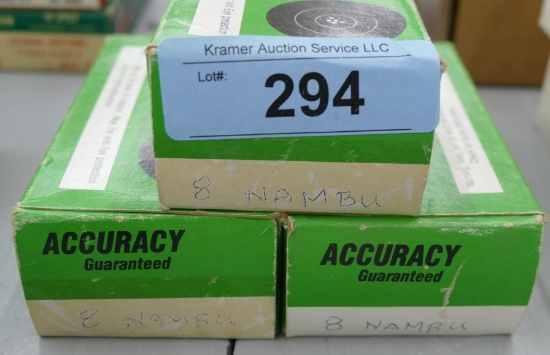 Kramer Auction Service LLC
Lot#:
294
8 NAMBU
ACCURACY
Guaranteed
8 NAMBU
ACCURACY
Guaranteed
8 NAMBU